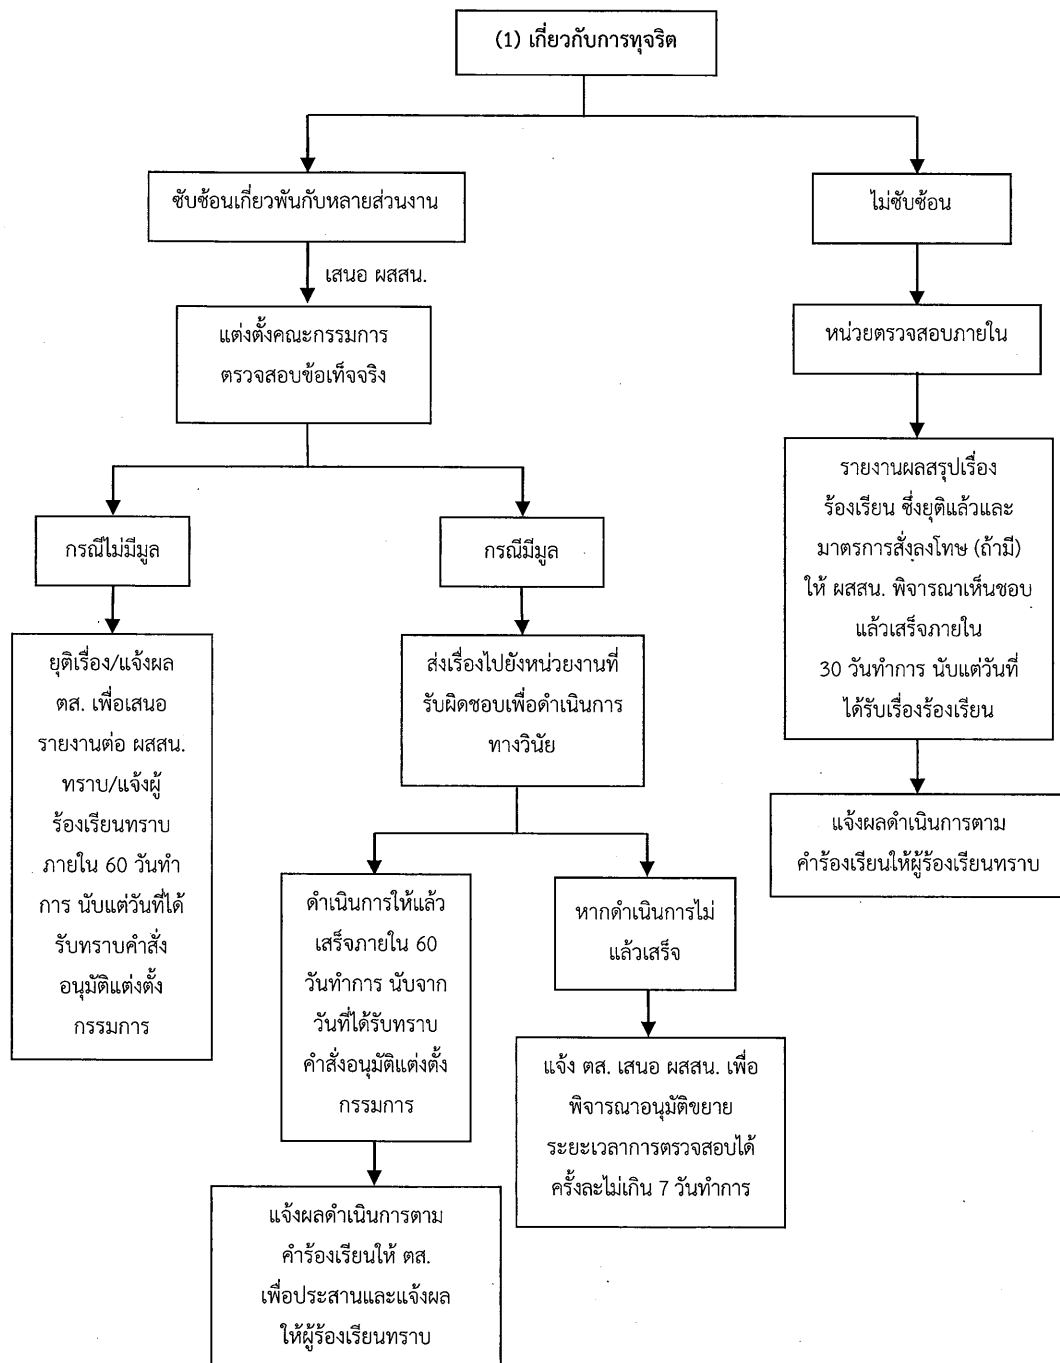 (1) เกี่ยวกับการทุจริต
ซับซ้อนเกี่ยวพันกับหลายส่วนงาน
ไม่ซับซ้อน
เสนอ ผสสน.
แต่งตั้งคณะกรรมการ
ตรวจสอบข้อเท็จจริง
หน่วยตรวจสอบภายใน
กรณีไม่มีมูล
กรณีมีมูล
รายงานผลสรุปเรื่อง
ร้องเรียน ซึ่งยุติแล้วและ
มาตรการสั่งลงโทษ (ถ้ามี)
ให้ ผสสน. พิจารณาเห็นชอบ
แล้วเสร็จภายใน
30 วันทำการ นับแต่วันที่
ได้รับเรื่องร้องเรียน
ยุติเรื่อง/แจ้งผล
ตส. เพื่อเสนอ
รายงานต่อ ผสสน.
ทราบ/แจ้งผู้
ร้องเรียนทราบ
ภายใน 60 วันทำ
การ นับแต่วันที่ได้
รับทราบคำสั่ง
อนุมัติแต่งตั้ง
กรรมการ
ส่งเรื่องไปยังหน่วยงานที่
รับผิดชอบเพื่อดำเนินการ
ทางวินัย
แจ้งผลดำเนินการตาม
คำร้องเรียนให้ผู้ร้องเรียนทราบ
ดำเนินการให้แล้ว
เสร็จภายใน 60
วันทำการ นับจาก
วันที่ได้รับทราบ
คำสั่งอนุมัติแต่งตั้ง
กรรมการ
หากดำเนินการไม่
แล้วเสร็จ
แจ้ง ตส. เสนอ ผสสน. เพื่อ
พิจารณาอนุมัติขยาย
ระยะเวลาการตรวจสอบได้
ครั้งละไม่เกิน 7 วันทำการ
แจ้งผลดำเนินการตาม
คำร้องเรียนให้ ตส.
เพื่อประสานและแจ้งผล
ให้ผู้ร้องเรียนทราบ